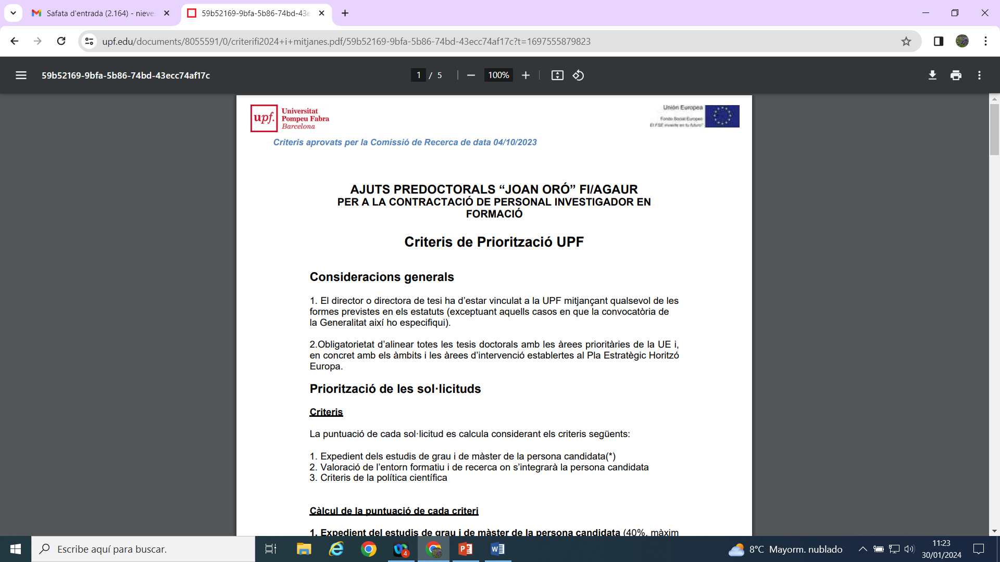 Safata d'entrada (2.164) - nieve
59b52169-9bfa-5b86-74bd-43e
upf.edu/documents/8055591/0/criterifi2024+i+mitjanes.pdf/59b52169-9bfa-5b86-74bd-43ecc74af17c?t=1697555879823
59b52169-9bfa-5b86-74bd-43ecc74af17c
1 / 5
100%
upf.
Universitat
Pompeu Fabra
Barcelona
Unión Europea
Fondo Social Europeo
El FSE invierte en tu futuro"
Criteris aprovats per la Comissió de Recerca de data 04/10/2023
AJUTS PREDOCTORALS “JOAN ORÓ” FI/AGAUR
PER A LA CONTRACTACIÓ DE PERSONAL INVESTIGADOR EN
FORMACIÓ
Criteris de Priorització UPF
Consideracions generals
1. El director o directora de tesi ha d’estar vinculat a la UPF mitjançant qualsevol de les
formes previstes en els estatuts (exceptuant aquells casos en que la convocatòria de
la Generalitat així ho especifiqui).
2.Obligatorietat d’alinear totes les tesis doctorals amb les àrees prioritàries de la UE i,
en concret amb els àmbits i les àrees d’intervenció establertes al Pla Estratègic Horitzó
Europa.
Priorització de les sol·licituds
Criteris
La puntuació de cada sol·licitud es calcula considerant els criteris següents:
1. Expedient dels estudis de grau i de màster de la persona candidata(*)
2. Valoració de l’entorn formatiu i de recerca on s’integrarà la persona candidata
3. Criteris de la política científica
Càlcul de la puntuació de cada criteri
1. Expedient del estudis de grau i de màster de la persona candidata (40%, màxim
Escribe aquí para buscar.
4
8°C Mayorm. nublado
11:23
30/01/2024